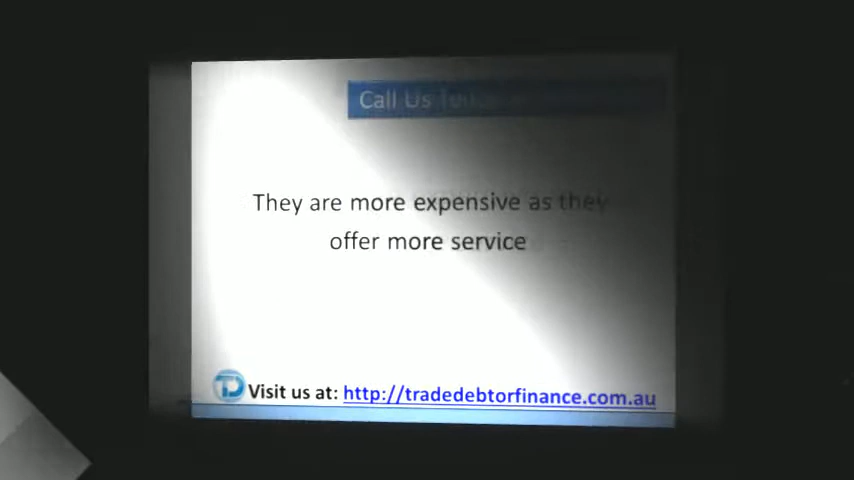 Call Us
They are more expensive as they
offer more service
Visit us at: http://tradedebtorfinance.com.au